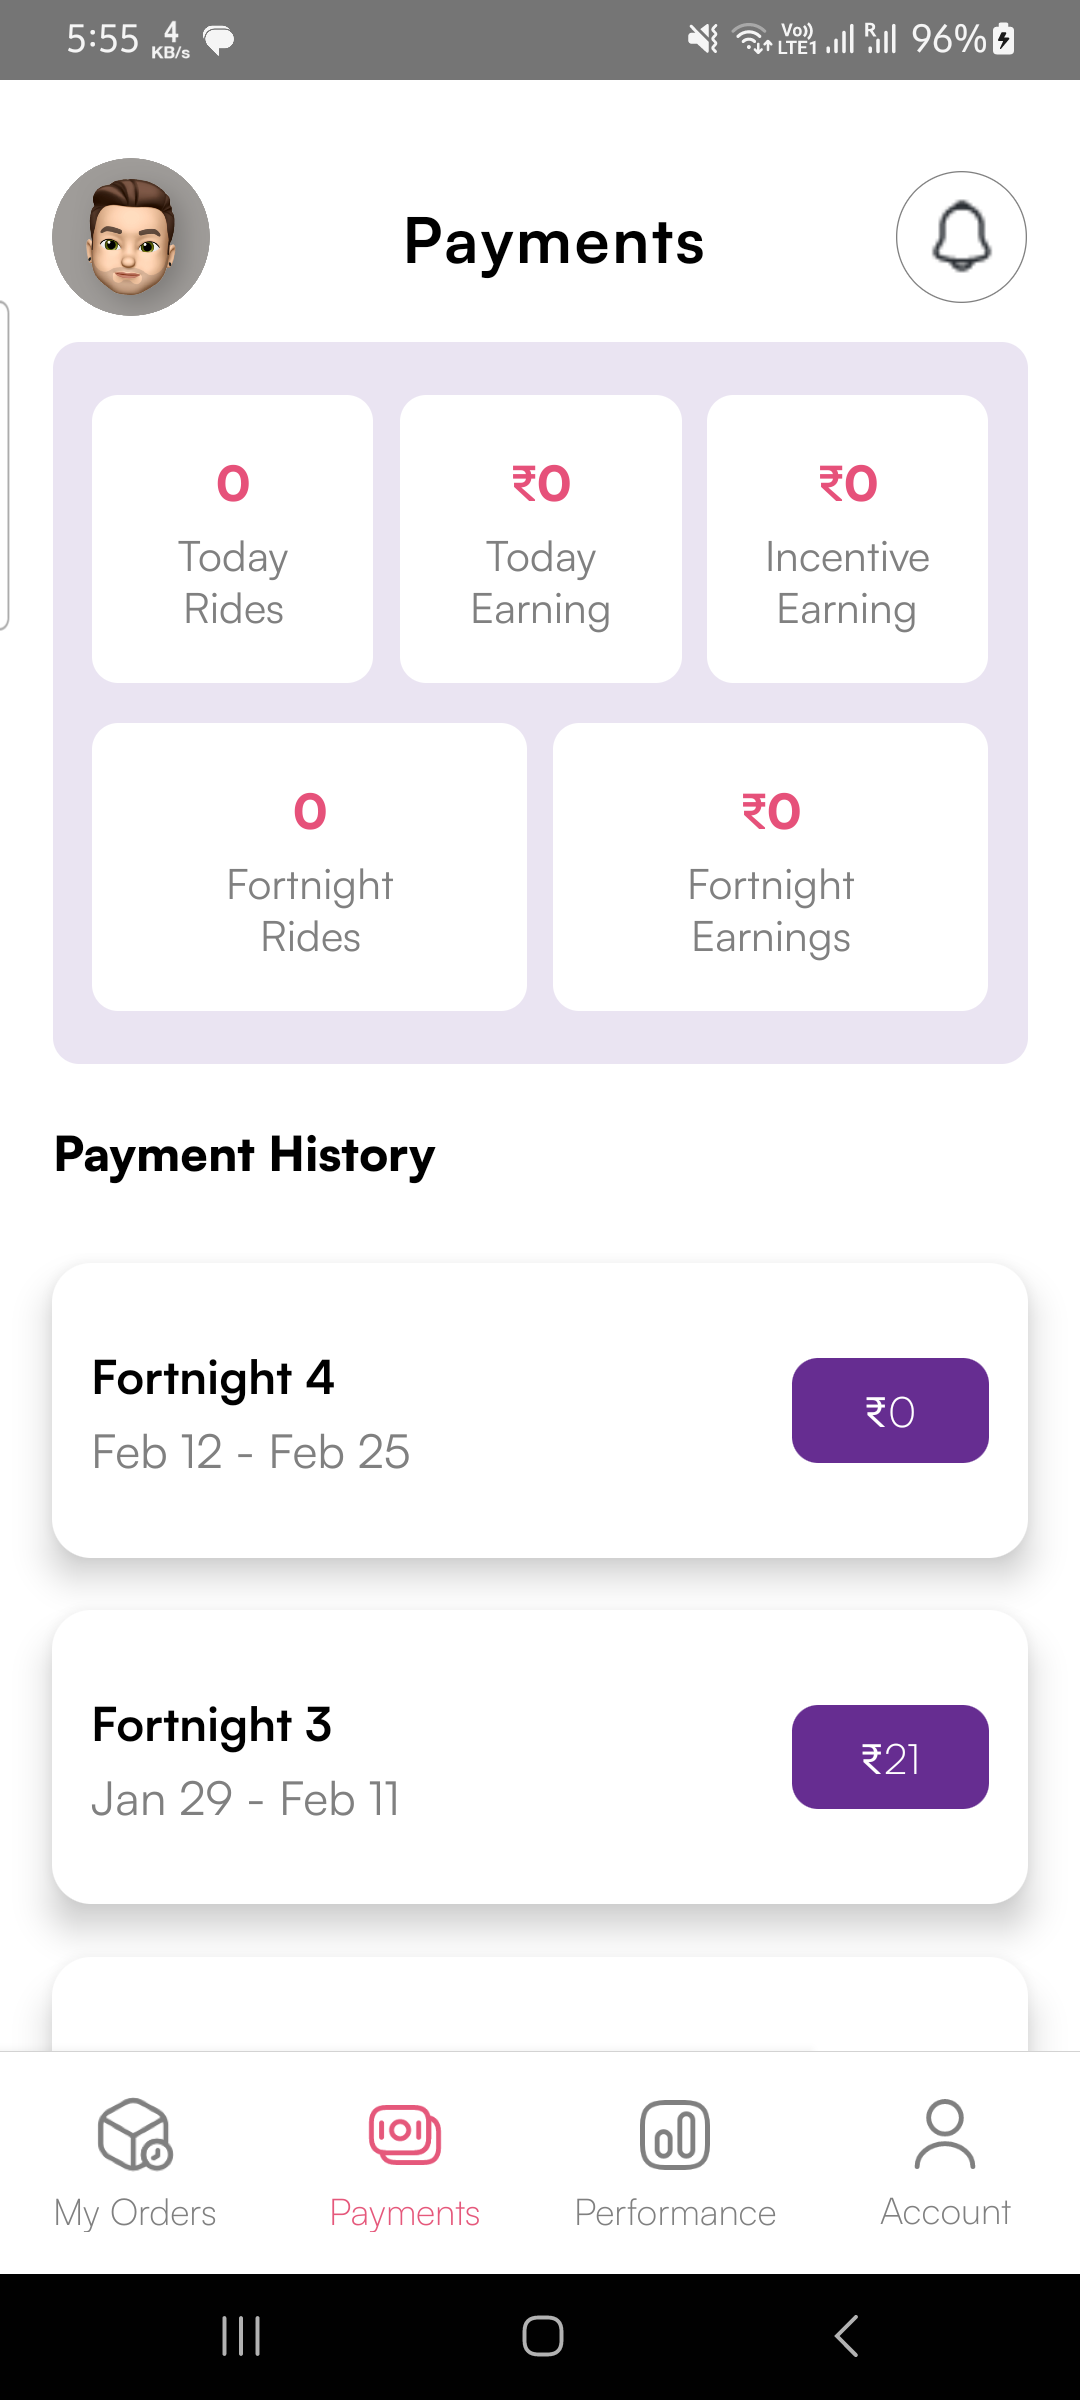 5:55 4 KB/s Vo)) LTE1 R 96%
Payments
0
Today
Rides
₹0
Today
Earning
₹0
Incentive
Earning
0
Fortnight
Rides
₹0
Fortnight
Earnings
Payment History
Fortnight 4
Feb 12 - Feb 25
₹0
Fortnight 3
Jan 29 - Feb 11
₹21
My Orders
Payments
Performance
Account